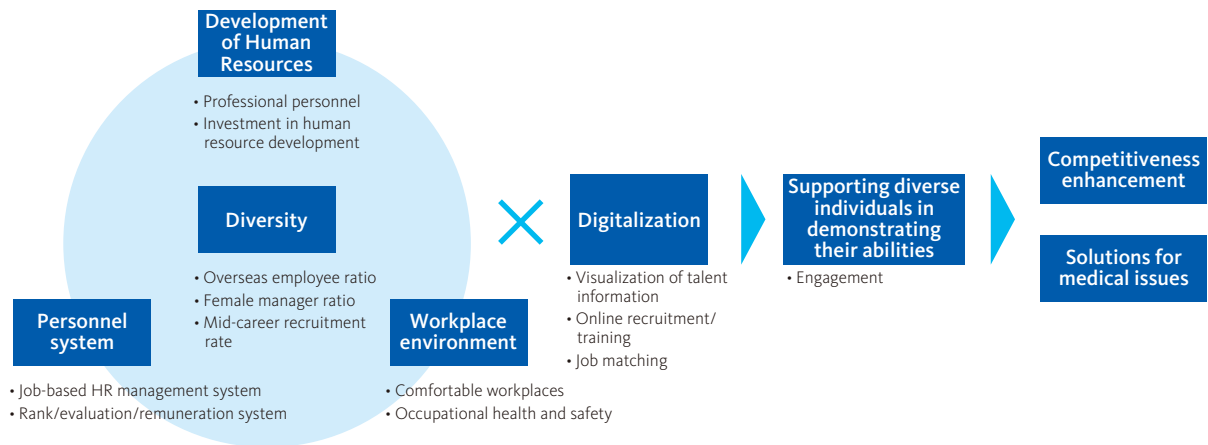 Development
of Human
Resources
• Professional personnel
• Investment in human
resource development
Diversity
• Overseas employee ratio
• Female manager ratio
• Mid-career recruitment
rate
Personnel
system
• Job-based HR management system
• Rank/evaluation/remuneration system
Workplace
environment
• Comfortable workplaces
• Occupational health and safety
Digitalization
• Visualization of talent
information
• Online recruitment/
training
• Job matching
Supporting diverse
individuals in
demonstrating
their abilities
• Engagement
Competitiveness
enhancement
Solutions for
medical issues